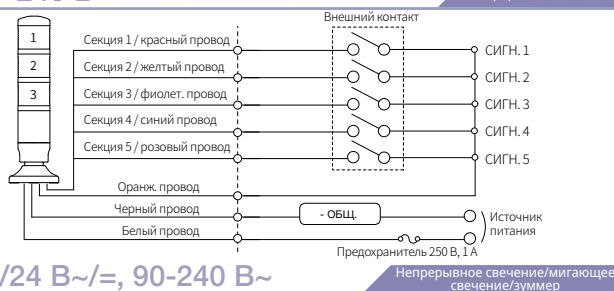 Внешний контакт
1
2
3
Секция 1 / красный провод
Секция 2 / желтый провод
Секция 3 / фиолет. провод
Секция 4 / синий провод
Секция 5 / розовый провод
СИГН. 1
СИГН. 2
СИГН. 3
СИГН. 4
СИГН. 5
Оранж. провод
Черный провод
Белый провод
- ОБЩ.
Источник
питания
Предохранитель 250 В, 1 А
/24 В~/=, 90-240 В~
Непрерывное свечение/мигающее
свечение/зуммер